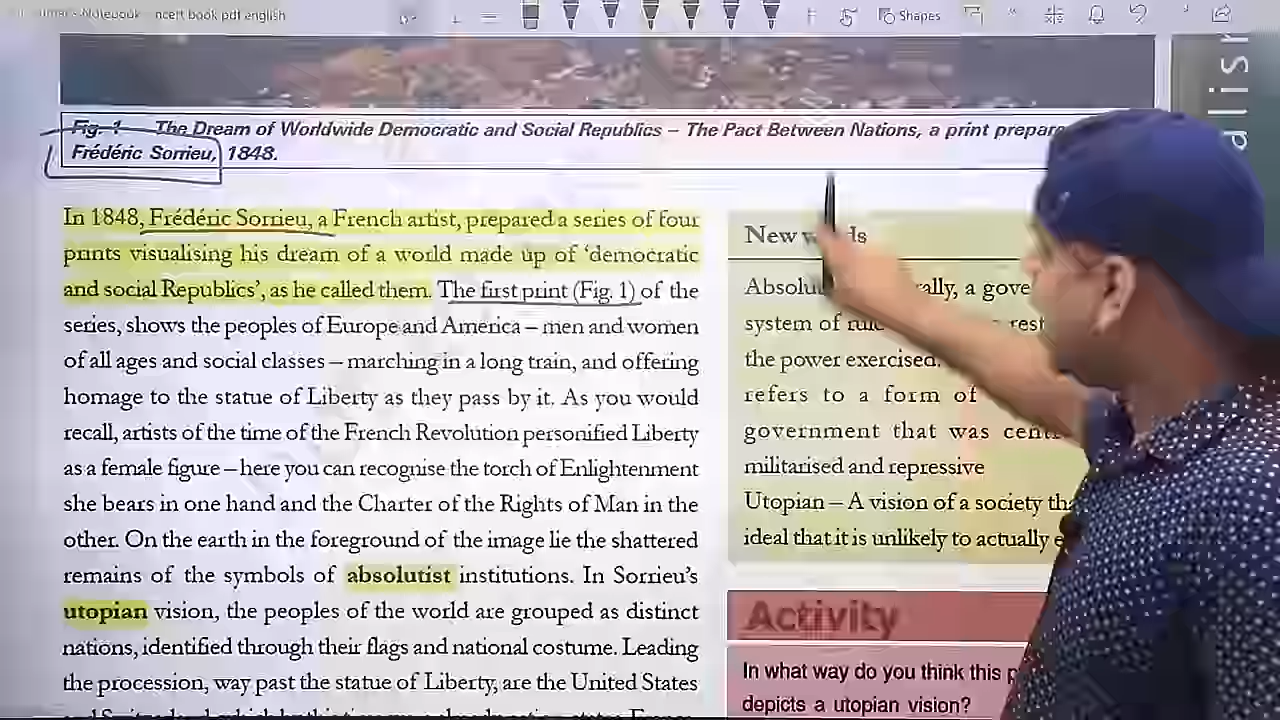 ncert book pdf english
Shapes
Fig. 1 The Dream of Worldwide Democratic and Social Republics – The Pact Between Nations, a print
Frédéric Sorrieu, 1848.
In 1848, Frédéric Sorrieu, a French artist, prepared a series of four
prints visualising his dream of a world made up of ‘democratic
and social Republics’, as he called them. The first print (Fig. 1) of the
series, shows the peoples of Europe and America – men and women
of all ages and social classes – marching in a long train, and offering
homage to the statue of Liberty as they pass by it. As you would
recall, artists of the time of the French Revolution personified Liberty
as a female figure – here you can recognise the torch of Enlightenment
she bears in one hand and the Charter of the Rights of Man in the
other. On the earth in the foreground of the image lie the shattered
remains of the symbols of absolutist institutions. In Sorrieu’s
utopian vision, the peoples of the world are grouped as distinct
nations, identified through their flags and national costume. Leading
the procession, way past the statue of Liberty, are the United States
New
a
system of
the power exercised.
refers to a form of
government that was
militarised and repressive
Utopian – A vision of a society
ideal that it is unlikely to actually
Activity
In what way do you think this
depicts a utopian vision?